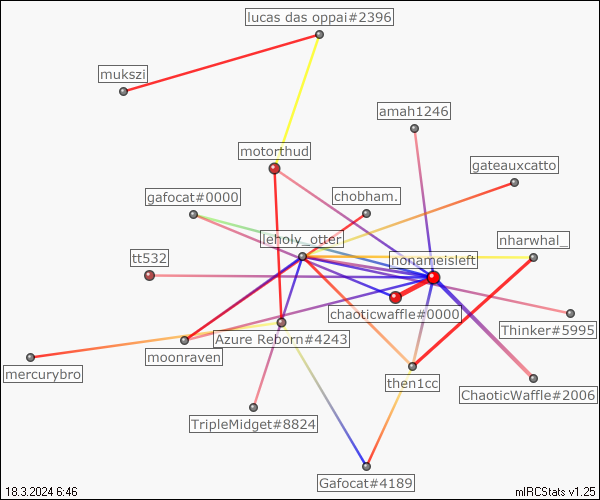 lucas das oppai#2396
mukszi
amah1246
motorthud
gateauxcatto
gafocat#0000
chobham.
leholy_otter
nharwhal_
tt532
nonameisleft
chaoticwaffle#0000
Thinker#5995
Azure Reborn#4243
moonraven
mercurybro
then1cc
ChaoticWaffle#2006
TripleMidget#8824
Gafocat#4189
18.3.2024 6:46
mIRCStats v1.25